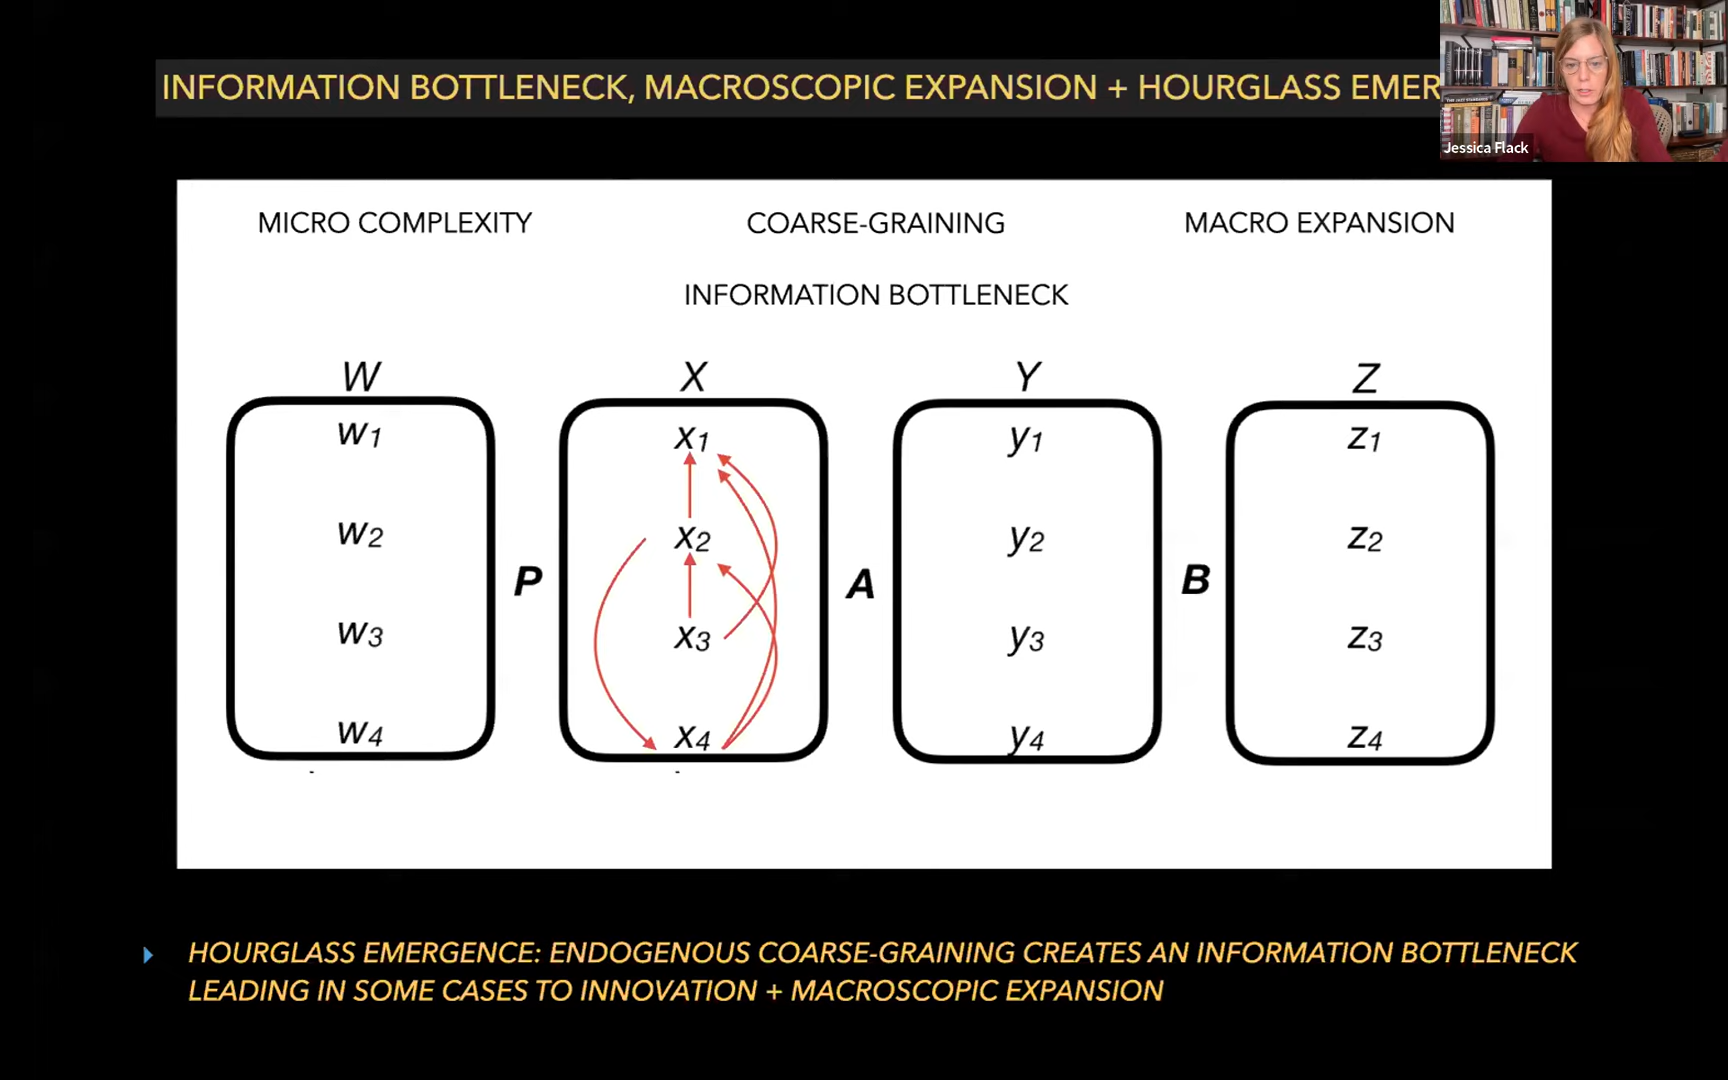 INFORMATION BOTTLENECK, MACROSCOPIC EXPANSION + HOURGLASS EMER
Jessica Flack
MICRO COMPLEXITY COARSE-GRAINING MACRO EXPANSION
INFORMATION BOTTLENECK
W X Y Z
w1 x1 y1 z1
w2 x2 y2 z2
P A B
w3 x3 y3 z3
w4 x4 y4 z4
HOURGLASS EMERGENCE: ENDOGENOUS COARSE-GRAINING CREATES AN INFORMATION BOTTLENECK
LEADING IN SOME CASES TO INNOVATION + MACROSCOPIC EXPANSION